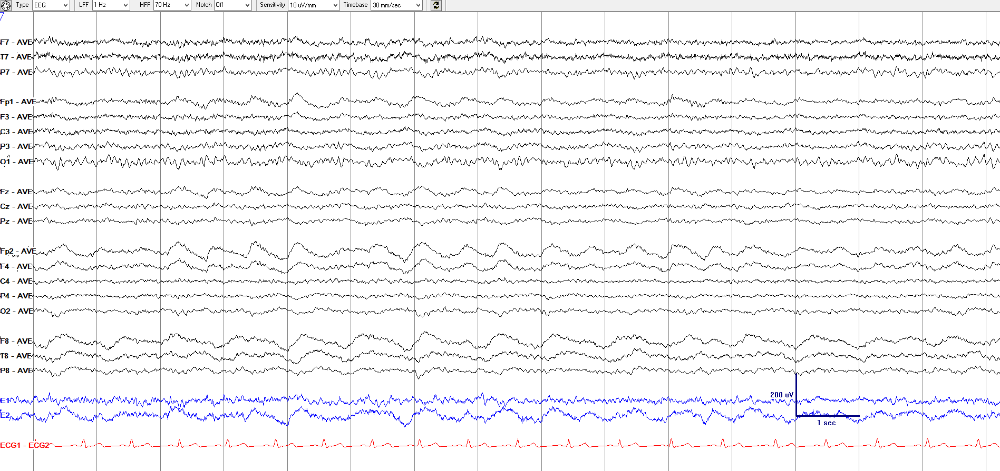 Type EEG LFF 1 Hz HFF 70 Hz Notch Off Sensitivity 10 uV/mm Timebase 30 mm/sec
F7 - AVE
T7 - AVE
P7 - AVE
Fp1 - AVE
F3 - AVE
C3 - AVE
P3 - AVE
O1 - AVE
Fz - AVE
Cz - AVE
Pz - AVE
Fp2 - AVE
F4 - AVE
C4 - AVE
P4 - AVE
O2 - AVE
F8 - AVE
T8 - AVE
P8 - AVE
200 uV
E1
E2
1 sec
ECG1 - ECG2